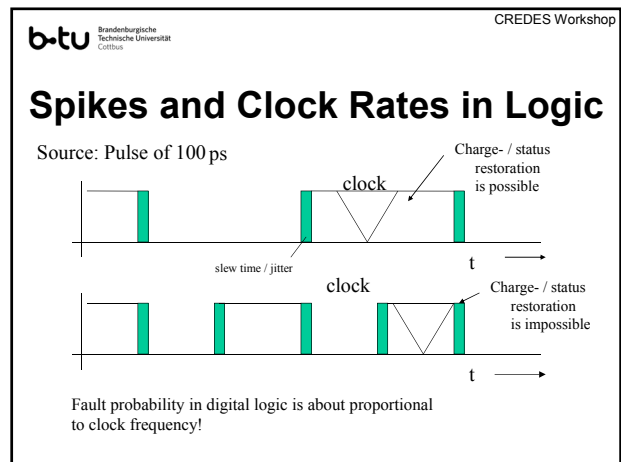 CREDES Workshop
b-tu
Brandenburgische
Technische Universität
Cottbus
Spikes and Clock Rates in Logic
Source: Pulse of 100 ps
Charge- / status
restoration
is possible
clock
slew time / jitter
t
clock
Charge- / status
restoration
is impossible
t
Fault probability in digital logic is about proportional
to clock frequency!